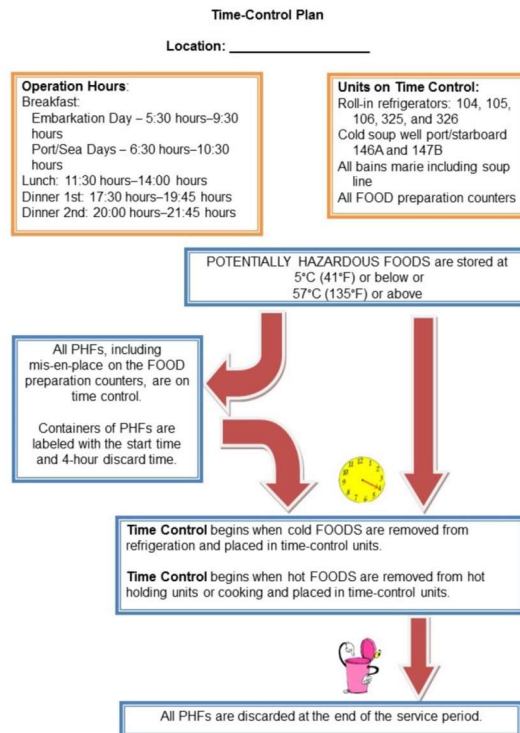 Time-Control Plan
Location: ____________________
Operation Hours:
Breakfast:
Embarkation Day – 5:30 hours–9:30
hours
Port/Sea Days – 6:30 hours–10:30
hours
Lunch: 11:30 hours–14:00 hours
Dinner 1st: 17:30 hours–19:45 hours
Dinner 2nd: 20:00 hours–21:45 hours
Units on Time Control:
Roll-in refrigerators: 104, 105,
106, 325, and 326
Cold soup well port/starboard
146A and 147B
All bains marie including soup
line
All FOOD preparation counters
POTENTIALLY HAZARDOUS FOODS are stored at
5°C (41°F) or below or
57°C (135°F) or above
All PHFs, including
mis-en-place on the FOOD
preparation counters, are on
time control.
Containers of PHFs are
labeled with the start time
and 4-hour discard time.
Time Control begins when cold FOODS are removed from
refrigeration and placed in time-control units.
Time Control begins when hot FOODS are removed from hot
holding units or cooking and placed in time-control units.
All PHFs are discarded at the end of the service period.